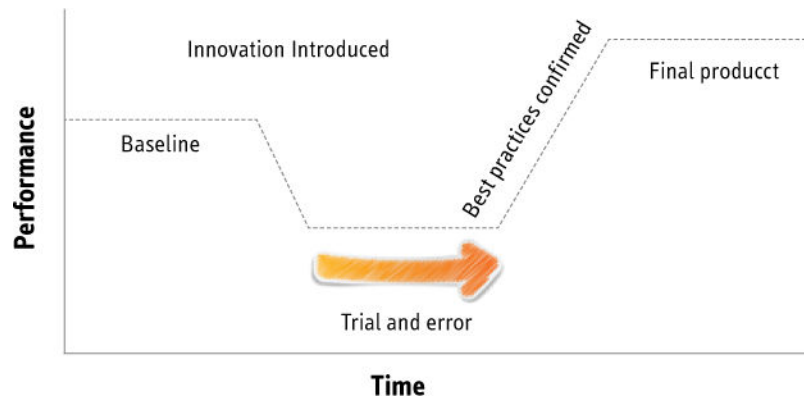 Innovation Introduced
Best practices confirmed
Final producct
Baseline
Performance
Trial and error
Time